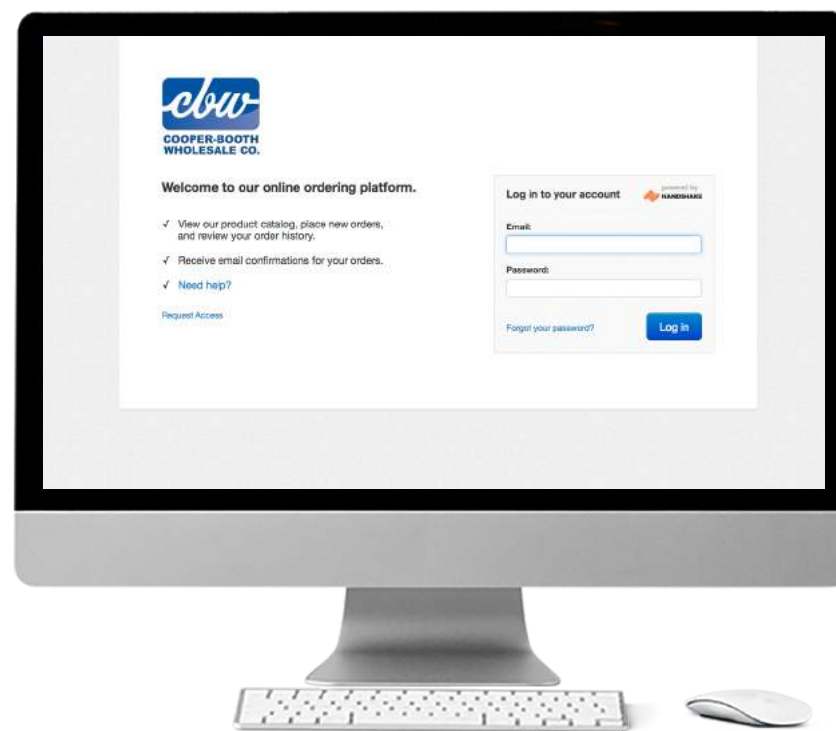 cbw
COOPER-BOOTH
WHOLESALE CO.
Welcome to our online ordering platform.
√ View our product catalog, place new orders,
and review your order history.
√ Receive email confirmations for your orders.
√ Need help?
Request Access
Log in to your account
powered by
HANDSHAKE
Email:
Password:
Forgot your password?
Log in